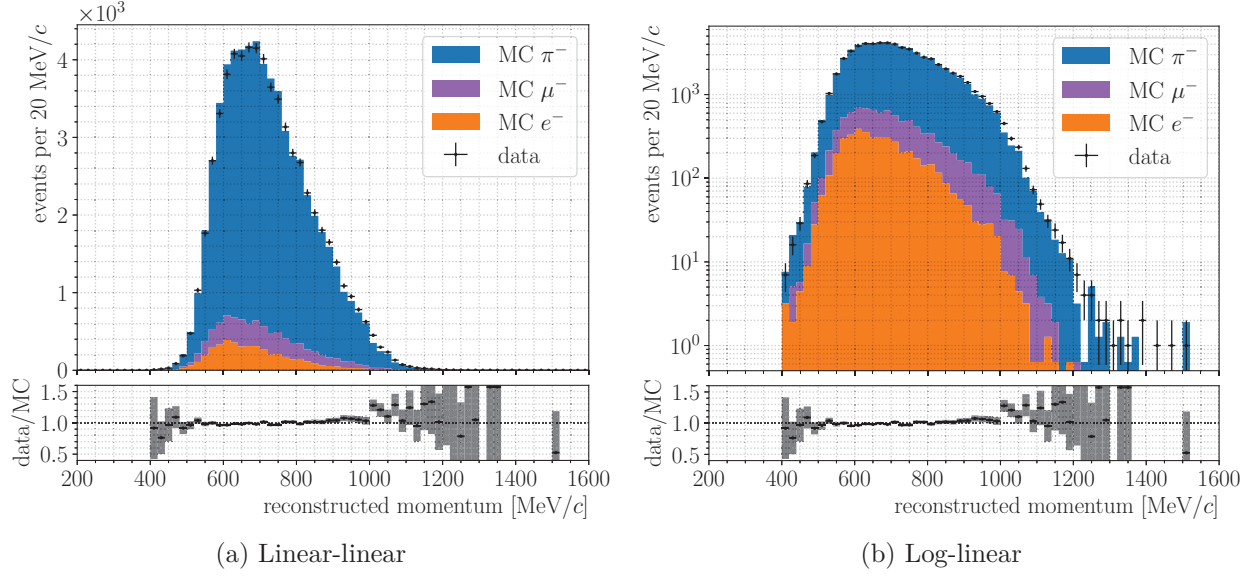 ×10³
events per 20 MeV/c
4
3
2
1
0
MC π⁻
MC μ⁻
MC e⁻
data
data/MC
1.5
1.0
0.5
200 400 600 800 1000 1200 1400 1600
reconstructed momentum [MeV/c]
(a) Linear-linear
events per 20 MeV/c
10³
10²
10¹
10⁰
MC π⁻
MC μ⁻
MC e⁻
data
data/MC
1.5
1.0
0.5
200 400 600 800 1000 1200 1400 1600
reconstructed momentum [MeV/c]
(b) Log-linear